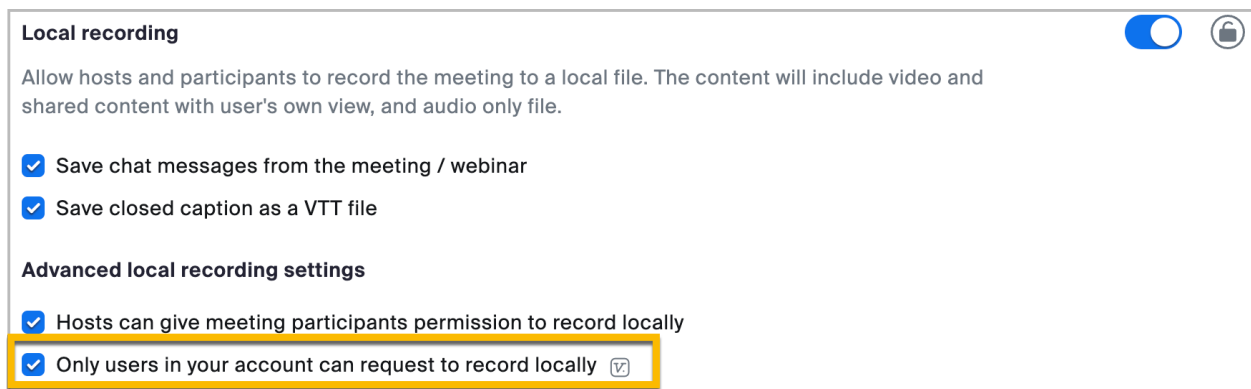 Local recording
Allow hosts and participants to record the meeting to a local file. The content will include video and
shared content with user's own view, and audio only file.
Save chat messages from the meeting / webinar
Save closed caption as a VTT file
Advanced local recording settings
Hosts can give meeting participants permission to record locally
Only users in your account can request to record locally